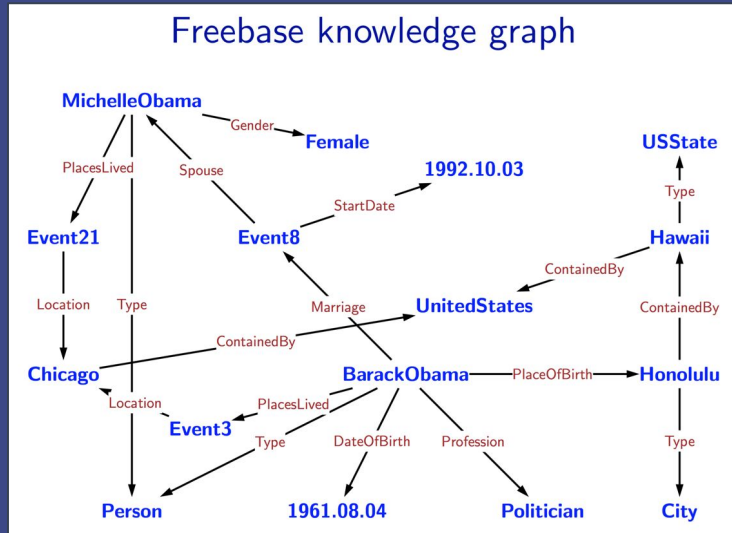 Freebase knowledge graph
MichelleObama
Gender
Female
USState
PlacesLived
Spouse
1992.10.03
Type
StartDate
Event21
Event8
Hawaii
ContainedBy
Location
Type
Marriage
UnitedStates
ContainedBy
ContainedBy
Chicago
BarackObama
PlaceOfBirth
Honolulu
Location
PlacesLived
Event3
Type
DateOfBirth
Profession
Type
Person
1961.08.04
Politician
City